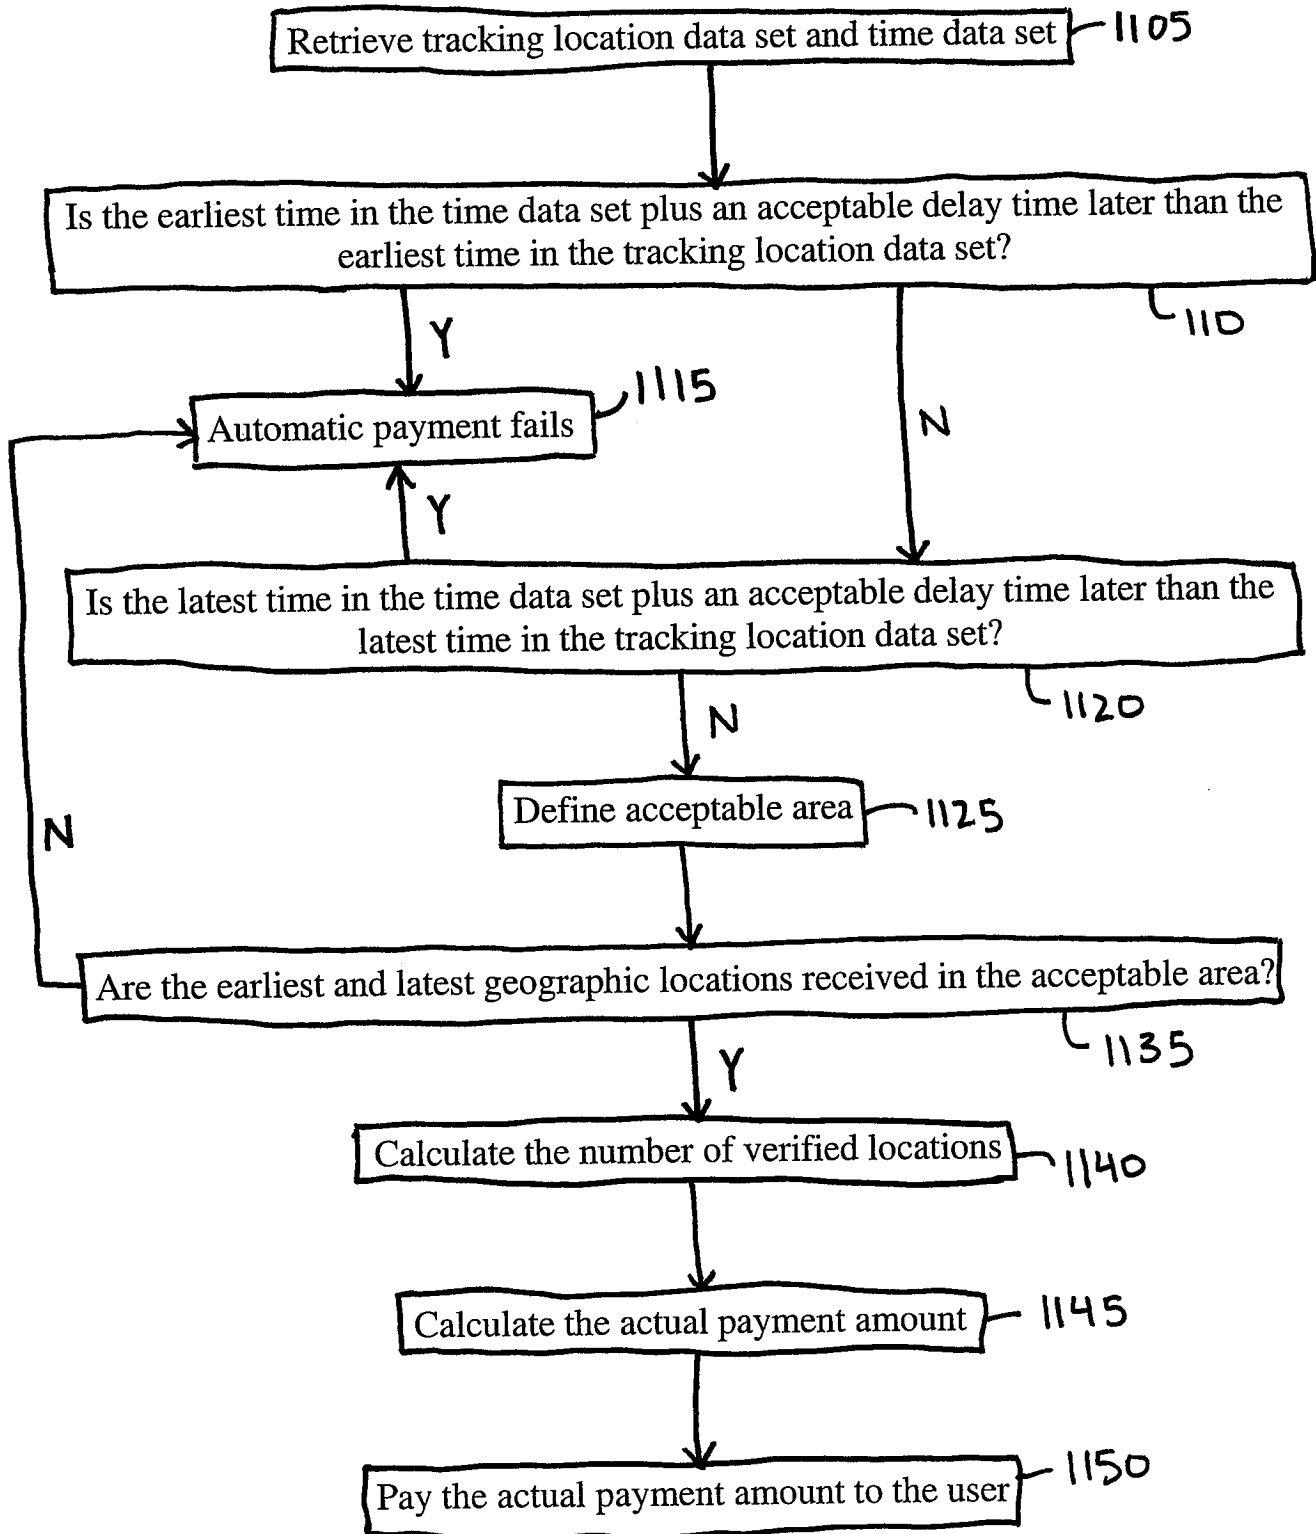 Retrieve tracking location data set and time data set 1105
Is the earliest time in the time data set plus an acceptable delay time later than the
earliest time in the tracking location data set?
110
Y
1115
Automatic payment fails
N
Y
Is the latest time in the time data set plus an acceptable delay time later than the
latest time in the tracking location data set?
1120
N
Define acceptable area 1125
N
Are the earliest and latest geographic locations received in the acceptable area?
1135
Y
Calculate the number of verified locations 1140
Calculate the actual payment amount 1145
Pay the actual payment amount to the user 1150